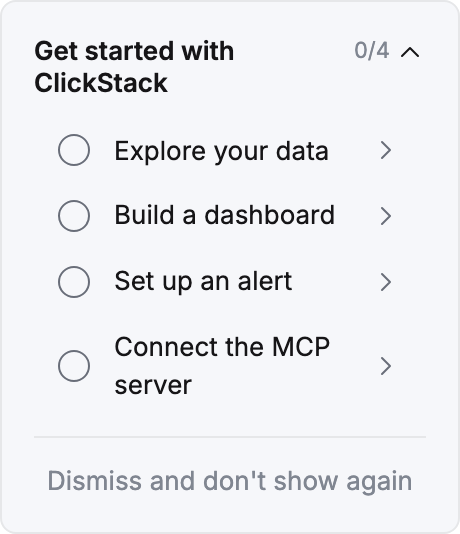 Get started with
ClickStack
0/4
Explore your data
Build a dashboard
Set up an alert
Connect the MCP
server
Dismiss and don't show again